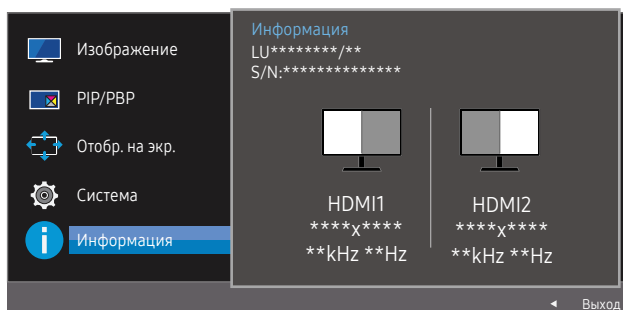 Изображение
PIP/PBP
Отобр. на экр.
Система
Информация
Информация
LU********/**
S/N:**************
HDMI1
****x****
**kHz **Hz
HDMI2
****x****
**kHz **Hz
Выход